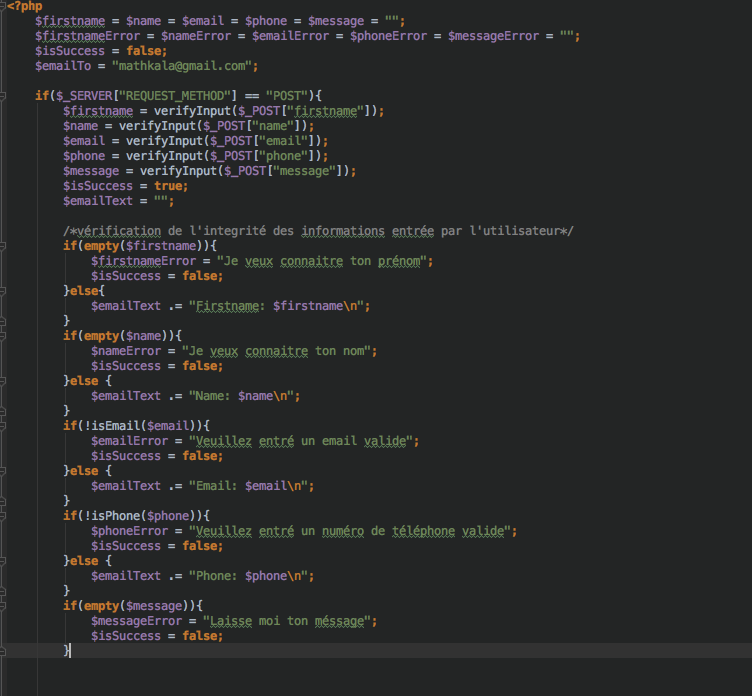 <?php
$firstname = $name = $email = $phone = $message = "";
$firstnameError = $nameError = $emailError = $phoneError = $messageError = "";
$isSuccess = false;
$emailTo = "mathkala@gmail.com";
if($_SERVER["REQUEST_METHOD"] == "POST"){
$firstname = verifyInput($_POST["firstname"]);
$name = verifyInput($_POST["name"]);
$email = verifyInput($_POST["email"]);
$phone = verifyInput($_POST["phone"]);
$message = verifyInput($_POST["message"]);
$isSuccess = true;
$emailText = "";
/*vérification de l'integrité des informations entrée par l'utilisateur*/
if(empty($firstname)){
$firstnameError = "Je veux connaitre ton prénom";
$isSuccess = false;
}else{
$emailText .= "Firstname: $firstname\n";
}
if(empty($name)){
$nameError = "Je veux connaitre ton nom";
$isSuccess = false;
}else {
$emailText .= "Name: $name\n";
}
if(!isEmail($email)){
$emailError = "Veuillez entré un email valide";
$isSuccess = false;
}else {
$emailText .= "Email: $email\n";
}
if(!isPhone($phone)){
$phoneError = "Veuillez entré un numéro de téléphone valide";
$isSuccess = false;
}else {
$emailText .= "Phone: $phone\n";
}
if(empty($message)){
$messageError = "Laisse moi ton méssage";
$isSuccess = false;
}